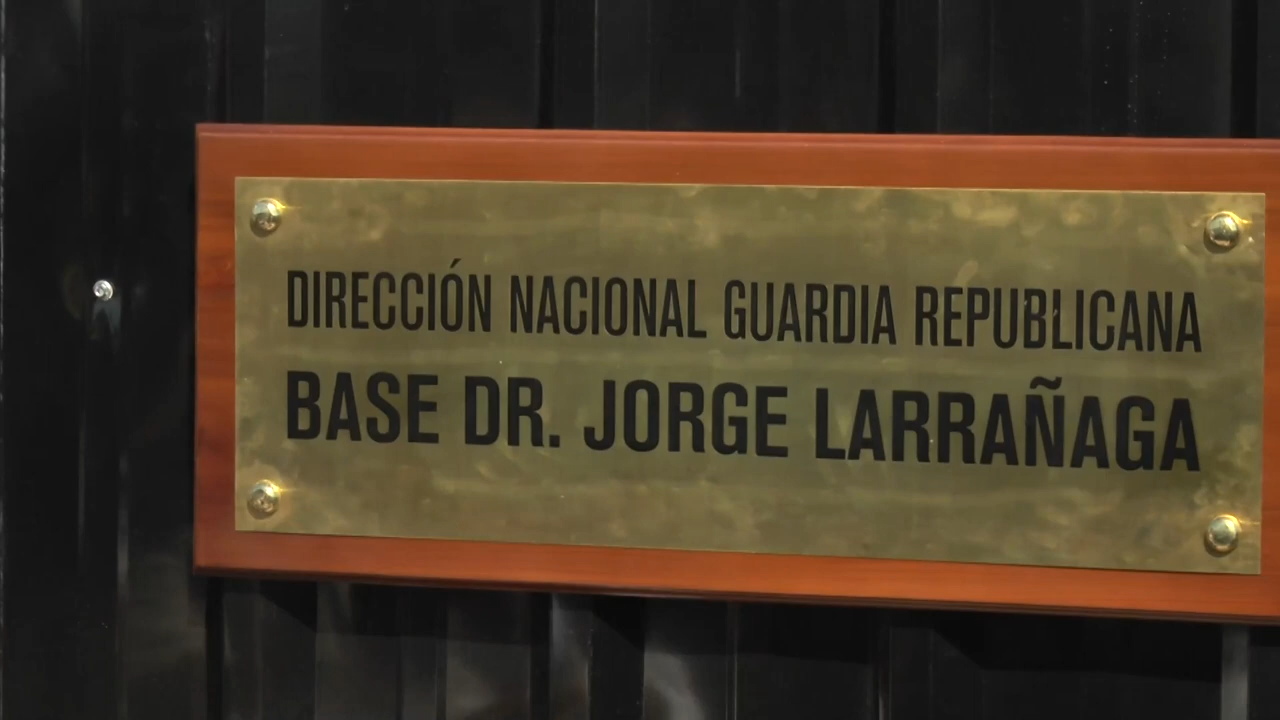 DIRECCIÓN NACIONAL GUARDIA REPUBLICANA
BASE DR. JORGE LARRAÑAGA